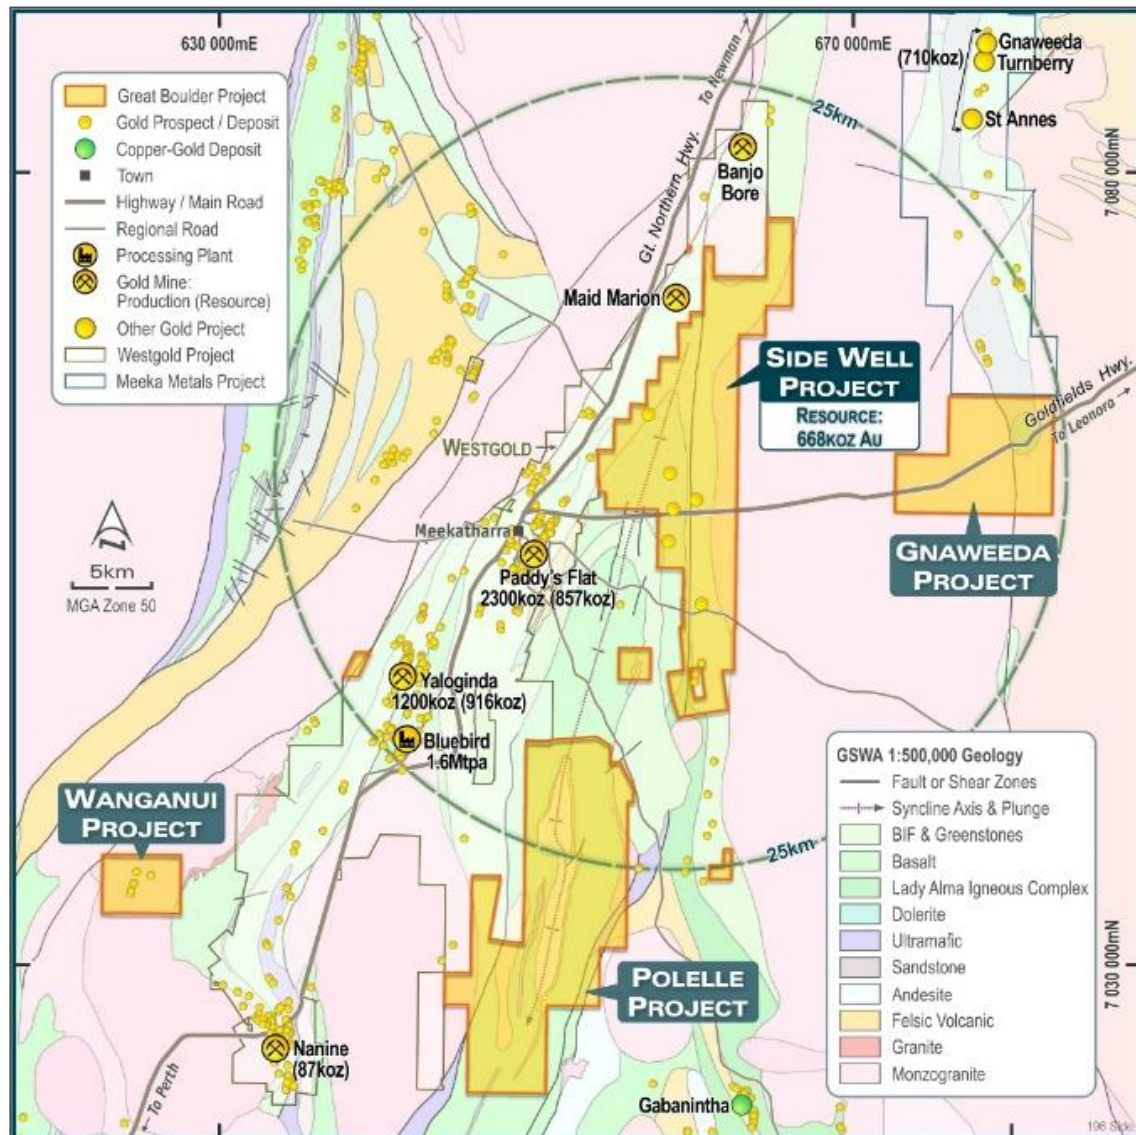 630 000mE
670 000mE
Gnaweeda
(710koz)
Turnberry
St Annes
To Newman
25km
Great Boulder Project
Gold Prospect / Deposit
Copper-Gold Deposit
Town
Highway / Main Road
Regional Road
Processing Plant
Gold Mine:
Production (Resource)
Other Gold Project
Westgold Project
Meeka Metals Project
Banjo
Bore
7 080 000mN
Gt. Northern Hwy.
Maid Marion
SIDE WELL
PROJECT
RESOURCE:
668KOZ AU
Goldfields Hwy.
To Leonora
WESTGOLD
Meekatharra
5km
MGA Zone 50
Paddy's Flat
2300koz (857koz)
GNAWEEDA
PROJECT
Yaloginda
1200koz (916koz)
Bluebird
1.6Mtpa
WANGANUI
PROJECT
25km
GSWA 1:500,000 Geology
Fault or Shear Zones
Syncline Axis & Plunge
BIF & Greenstones
Basalt
Lady Alma Igneous Complex
Dolerite
Ultramafic
Sandstone
Andesite
Felsic Volcanic
Granite
Monzogranite
7 030 000mN
POLELLE
PROJECT
Nanine
(87koz)
To Perth
Gabanintha